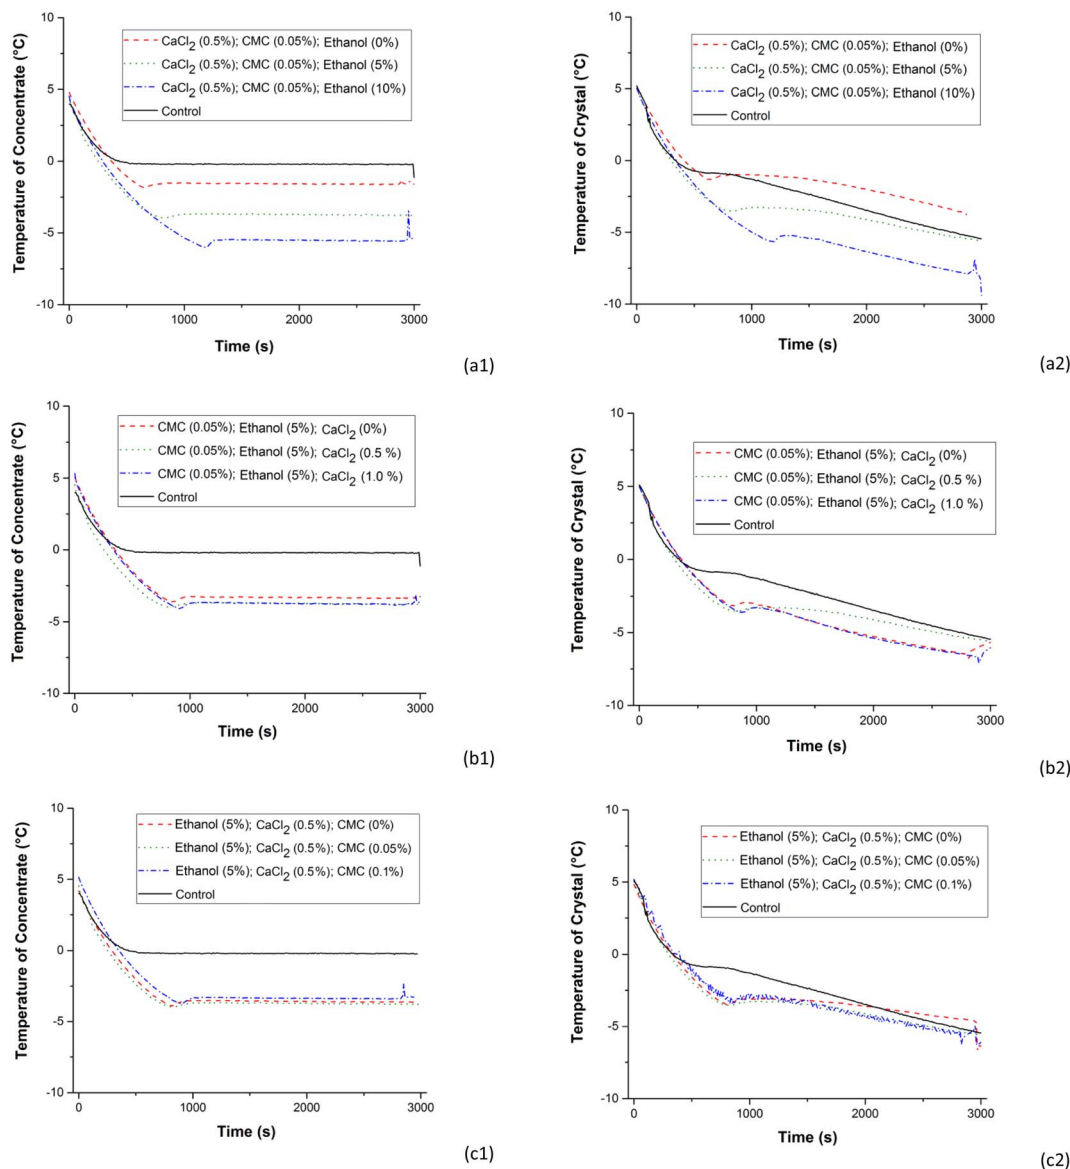 10
5
0
-5
-10
Temperature of Concentrate (°C)
CaCl2 (0.5%); CMC (0.05%); Ethanol (0%)
CaCl2 (0.5%); CMC (0.05%); Ethanol (5%)
CaCl2 (0.5%); CMC (0.05%); Ethanol (10%)
Control
0 1000 2000 3000
Time (s)
(a1)
10
5
0
-5
-10
Temperature of Crystal (°C)
CaCl2 (0.5%); CMC (0.05%); Ethanol (0%)
CaCl2 (0.5%); CMC (0.05%); Ethanol (5%)
CaCl2 (0.5%); CMC (0.05%); Ethanol (10%)
Control
0 1000 2000 3000
Time (s)
(a2)
10
5
0
-5
-10
Temperature of Concentrate (°C)
CMC (0.05%); Ethanol (5%); CaCl2 (0%)
CMC (0.05%); Ethanol (5%); CaCl2 (0.5 %)
CMC (0.05%); Ethanol (5%); CaCl2 (1.0 %)
Control
0 1000 2000 3000
Time (s)
(b1)
10
5
0
-5
-10
Temperature of Crystal (°C)
CMC (0.05%); Ethanol (5%); CaCl2 (0%)
CMC (0.05%); Ethanol (5%); CaCl2 (0.5 %)
CMC (0.05%); Ethanol (5%); CaCl2 (1.0 %)
Control
0 1000 2000 3000
Time (s)
(b2)
10
5
0
-5
-10
Temperature of Concentrate (°C)
Ethanol (5%); CaCl2 (0.5%); CMC (0%)
Ethanol (5%); CaCl2 (0.5%); CMC (0.05%)
Ethanol (5%); CaCl2 (0.5%); CMC (0.1%)
Control
0 1000 2000 3000
Time (s)
(c1)
10
5
0
-5
-10
Temperature of Crystal (°C)
Ethanol (5%); CaCl2 (0.5%); CMC (0%)
Ethanol (5%); CaCl2 (0.5%); CMC (0.05%)
Ethanol (5%); CaCl2 (0.5%); CMC (0.1%)
Control
0 1000 2000 3000
Time (s)
(c2)